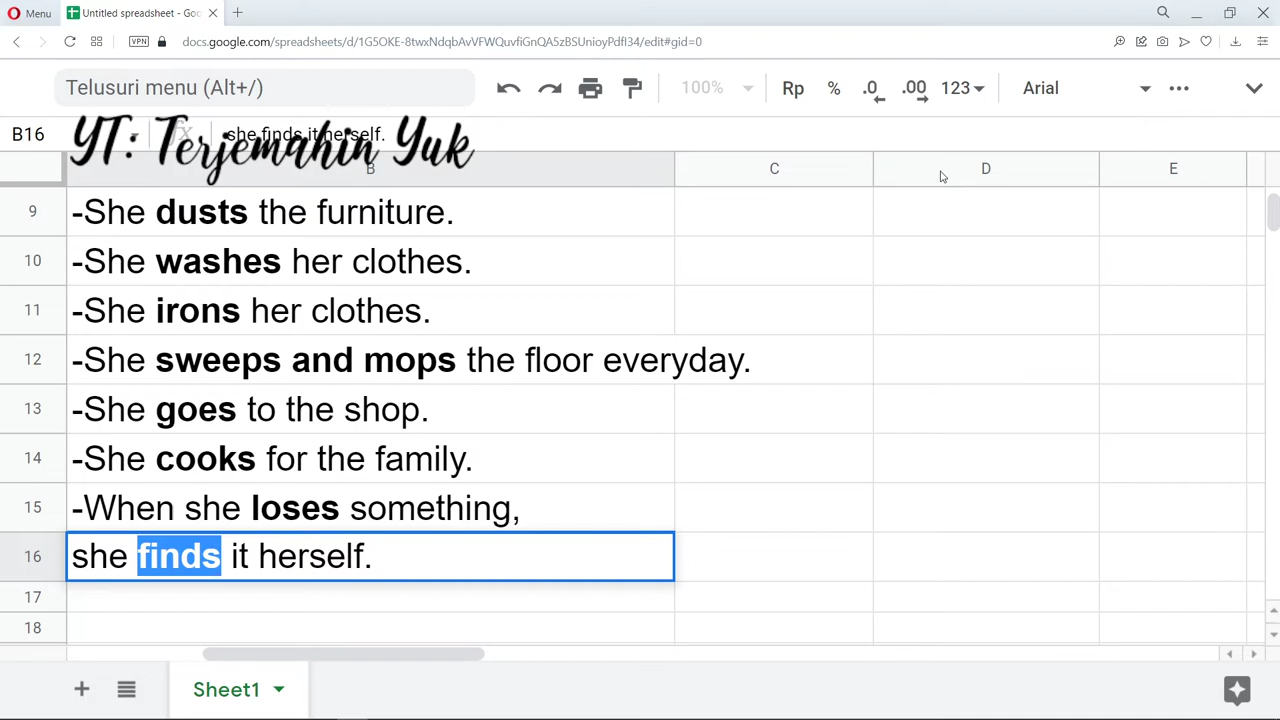 Menu
Untitled spreadsheet - Goo
VPN
docs.google.com/spreadsheets/d/1G5OKE-8twxNdqbAvVFWQuvfiGnQA5zBSUnioyPdfI34/edit#gid=0
Telusuri menu (Alt+/)
100%
Rp
%
.0
.00
123
Arial
B16
fx
she finds it herself.
YT: Terjemahin Yuk
B
C
D
E
9
-She dusts the furniture.
10
-She washes her clothes.
11
-She irons her clothes.
12
-She sweeps and mops the floor everyday.
13
-She goes to the shop.
14
-She cooks for the family.
15
-When she loses something,
16
she finds it herself.
17
18
Sheet1